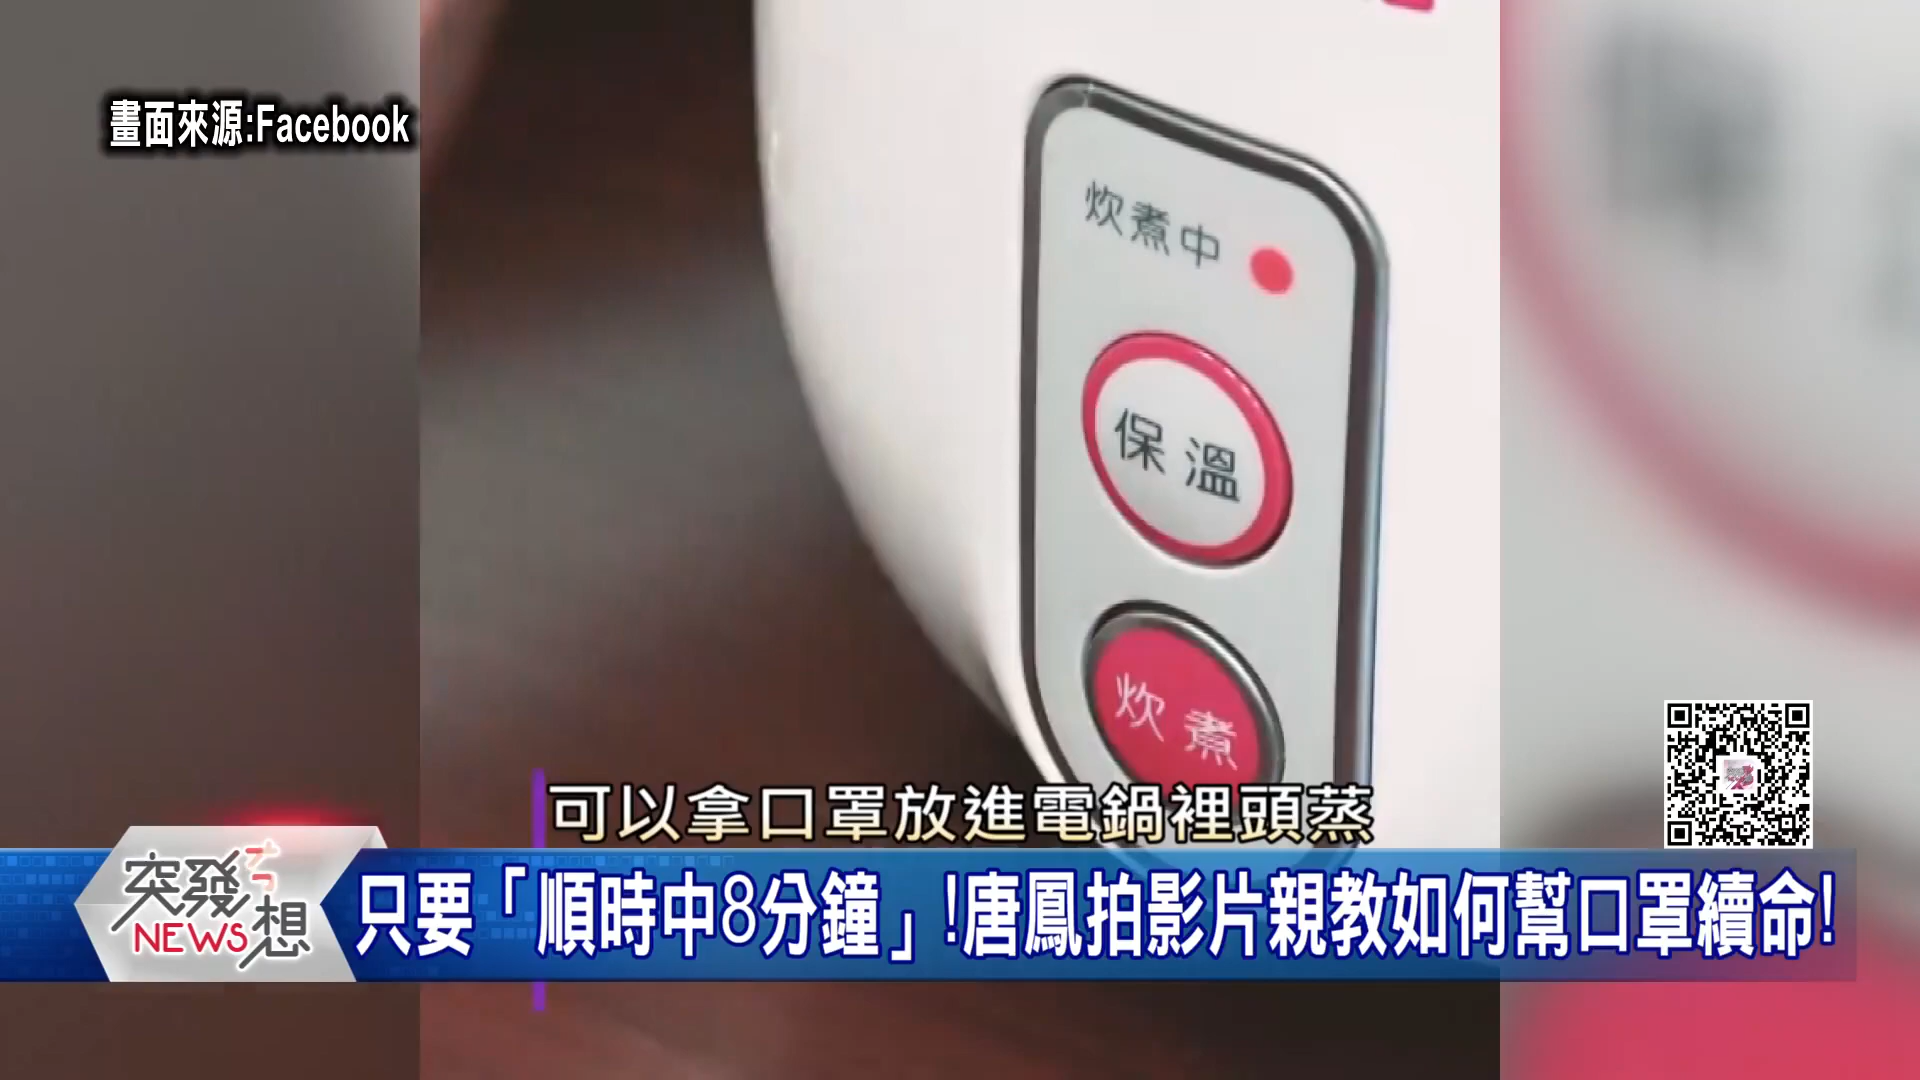 畫面來源:Facebook
炊煮中
保溫
炊煮
可以拿口罩放進電鍋裡頭蒸
突發ㄎㄎ想
NEWS
只要「順時中8分鐘」!唐鳳拍影片親教如何幫口罩續命!